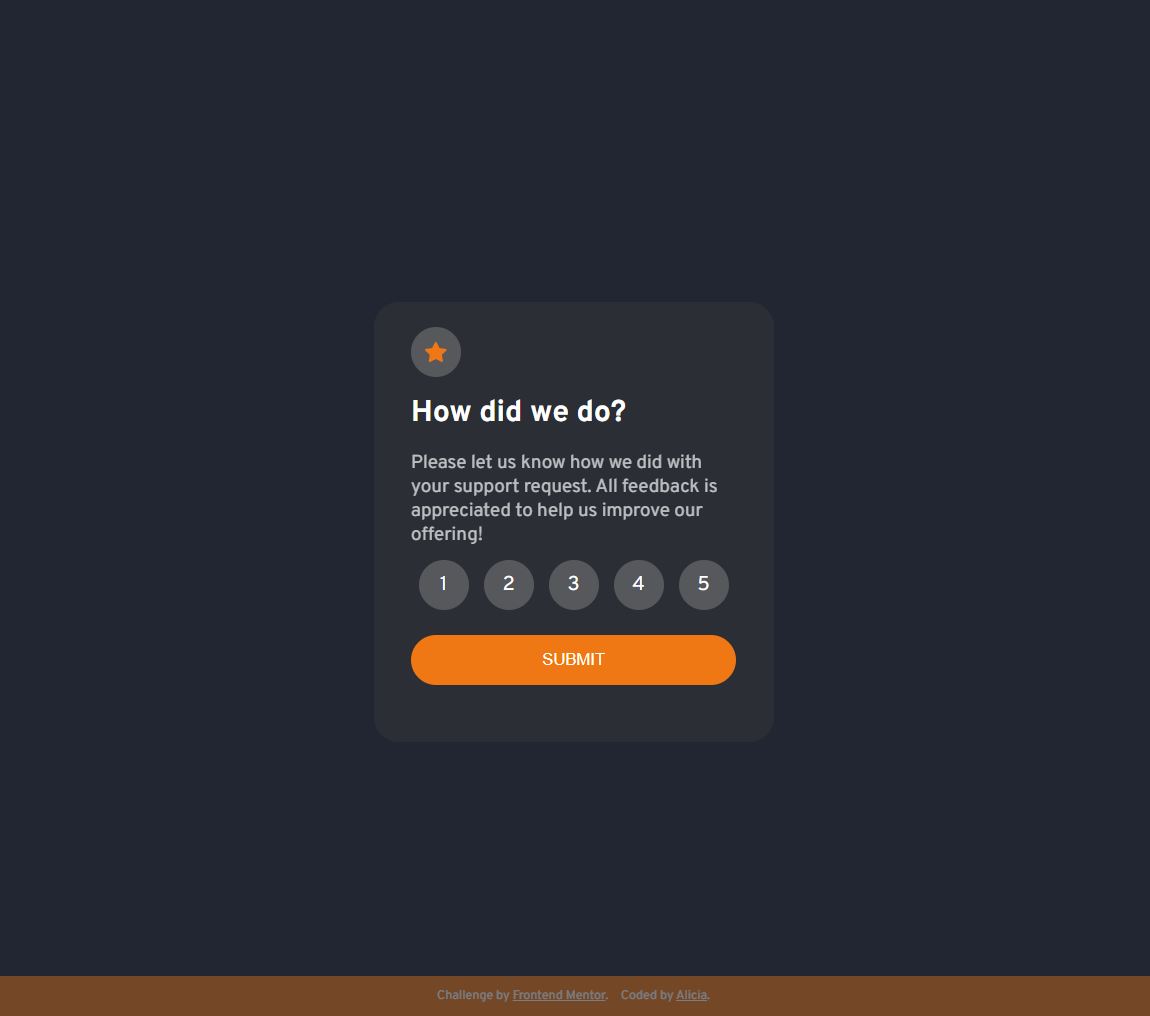 How did we do?
Please let us know how we did with
your support request. All feedback is
appreciated to help us improve our
offering!
1 2 3 4 5
SUBMIT
Challenge by Frontend Mentor. Coded by Alicia.